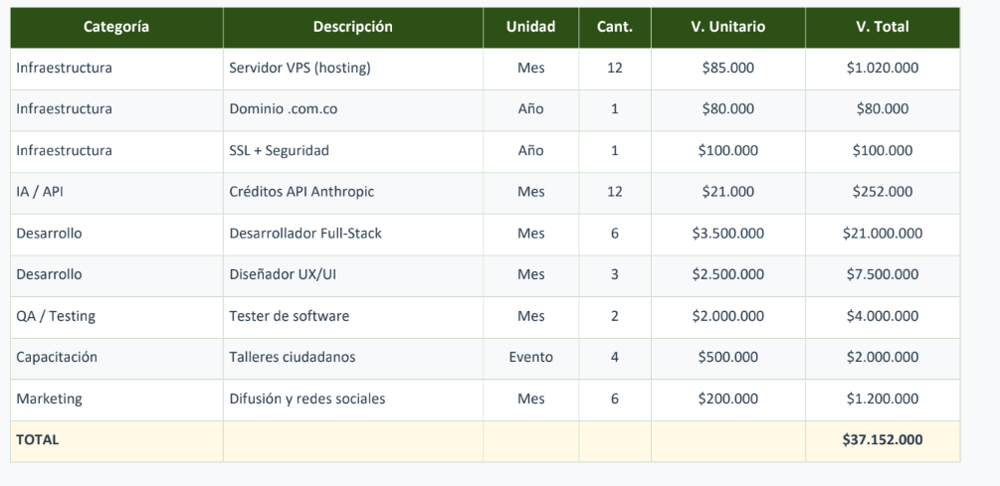 Categoría Descripción Unidad Cant. V. Unitario V. Total
Infraestructura Servidor VPS (hosting) Mes 12 $85.000 $1.020.000
Infraestructura Dominio .com.co Año 1 $80.000 $80.000
Infraestructura SSL + Seguridad Año 1 $100.000 $100.000
IA / API Créditos API Anthropic Mes 12 $21.000 $252.000
Desarrollo Desarrollador Full-Stack Mes 6 $3.500.000 $21.000.000
Desarrollo Diseñador UX/UI Mes 3 $2.500.000 $7.500.000
QA / Testing Tester de software Mes 2 $2.000.000 $4.000.000
Capacitación Talleres ciudadanos Evento 4 $500.000 $2.000.000
Marketing Difusión y redes sociales Mes 6 $200.000 $1.200.000
TOTAL $37.152.000